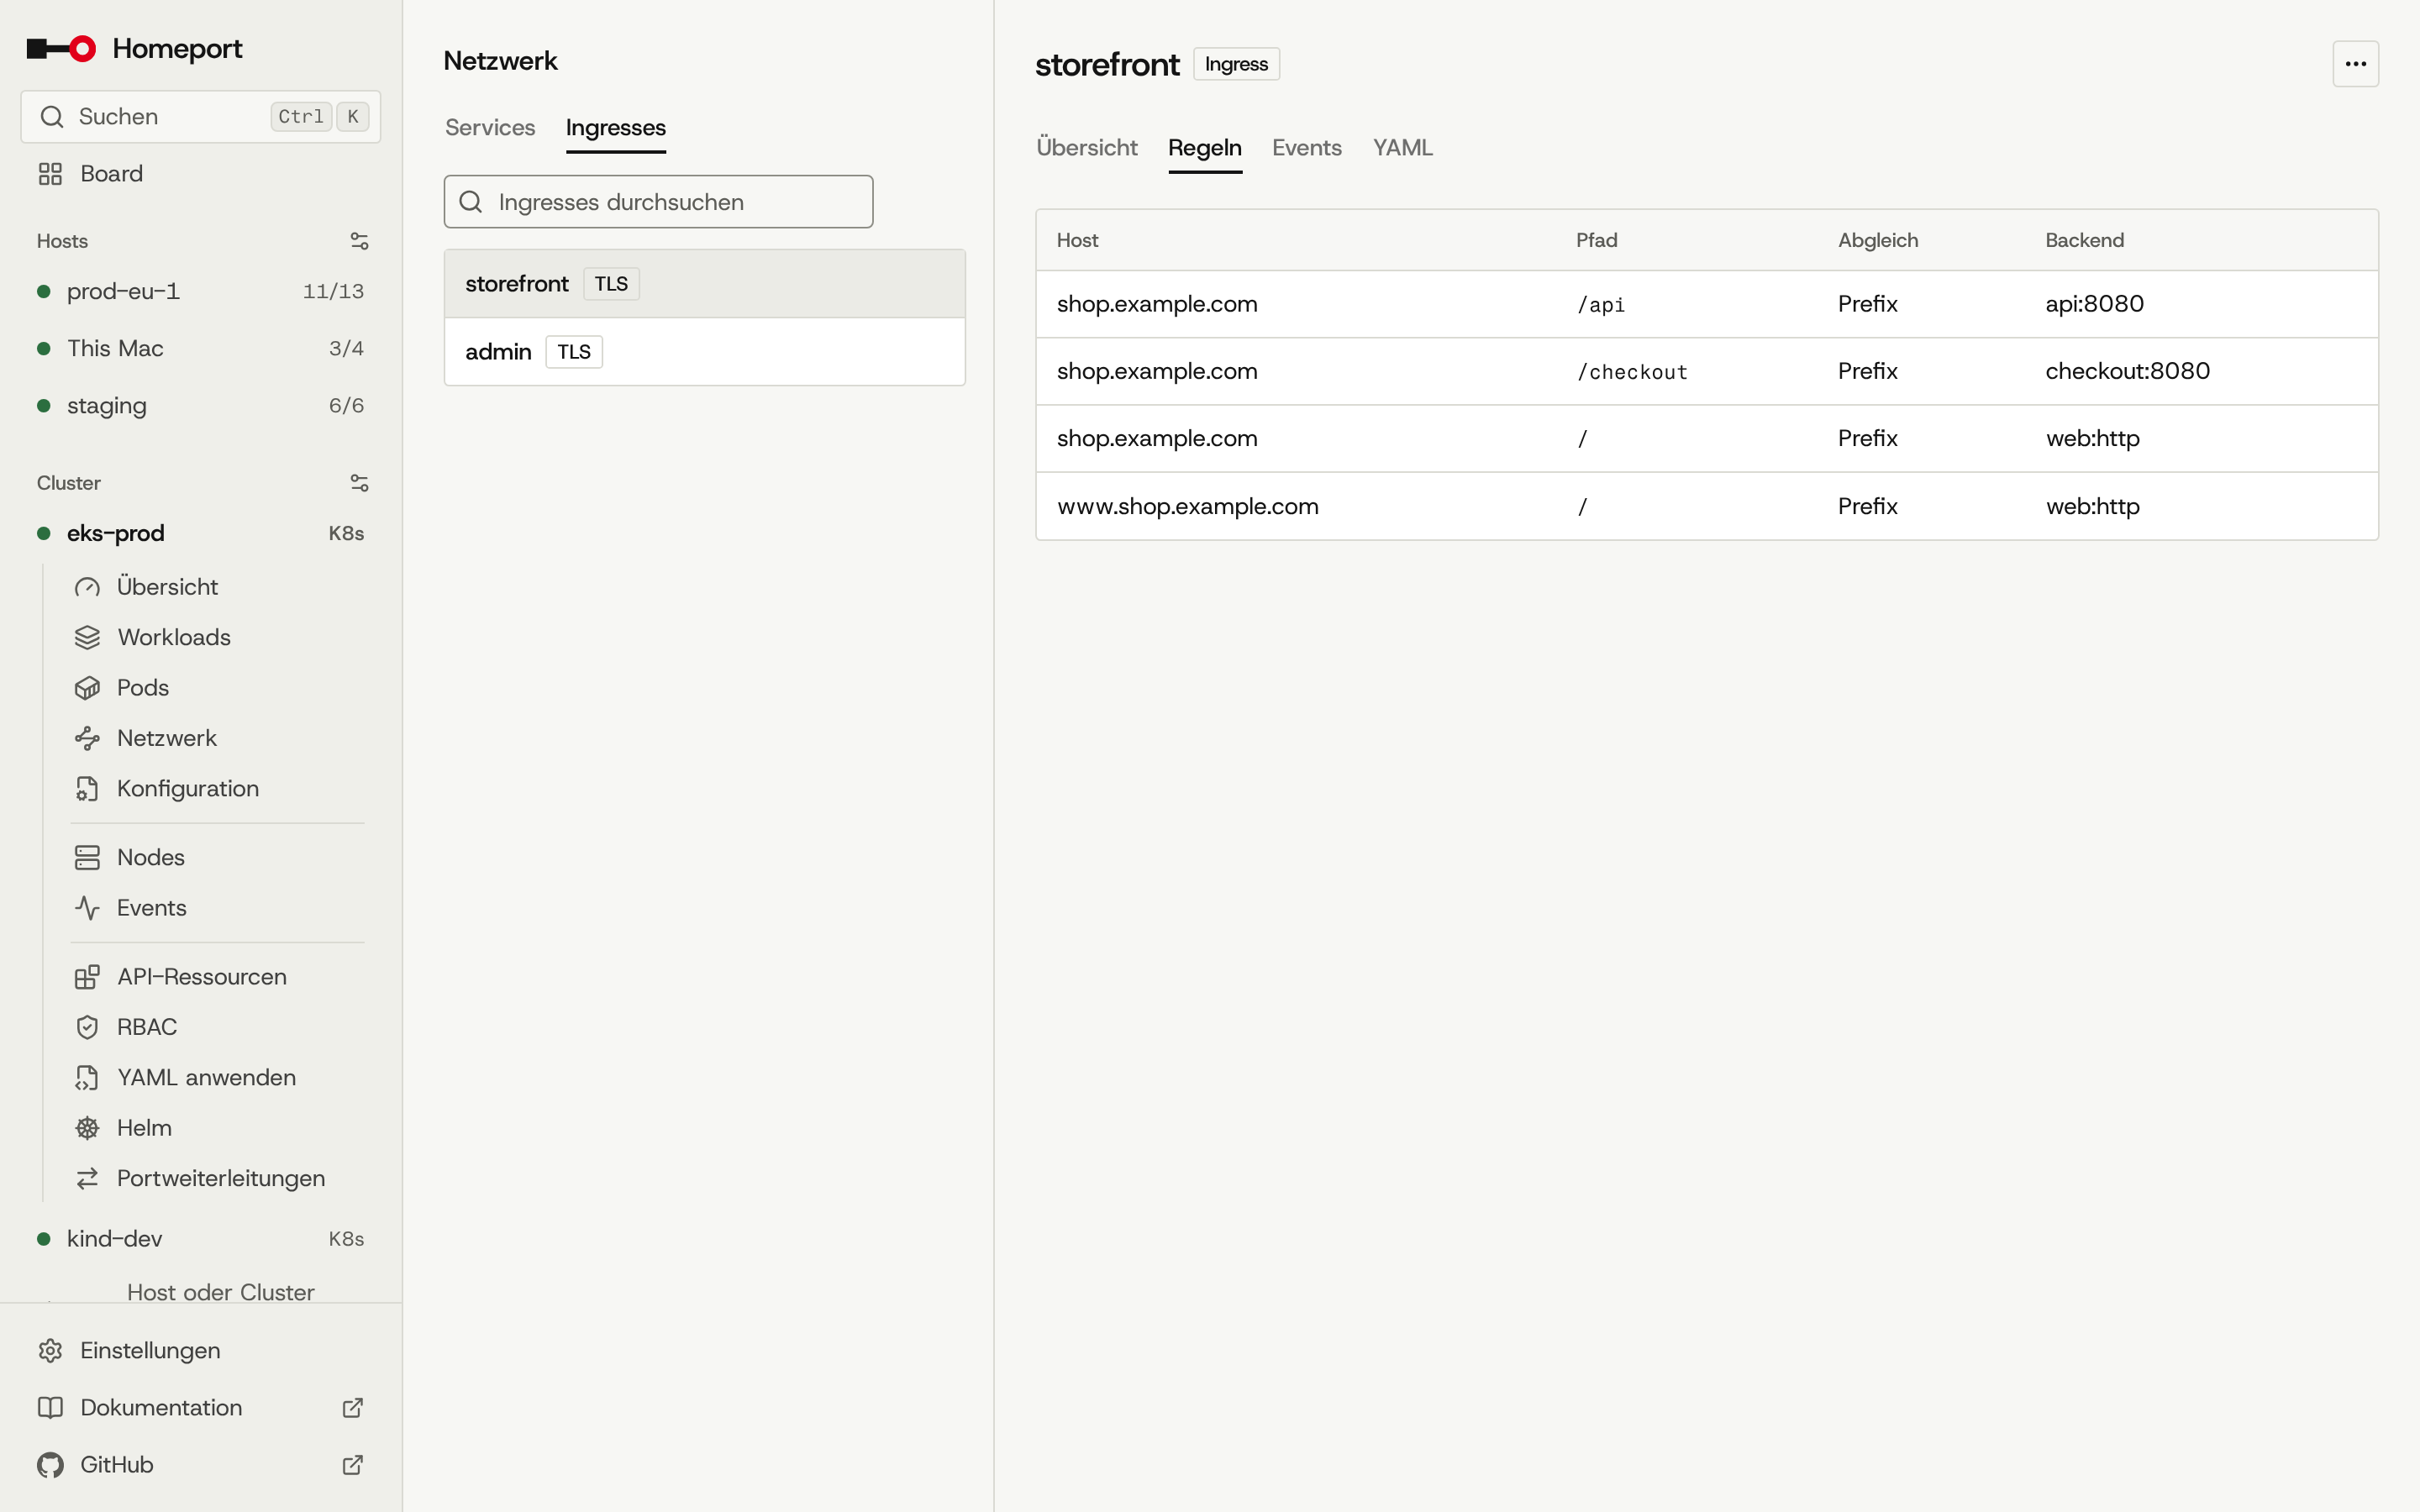 Homeport
Suchen Ctrl K
Board
Hosts
prod-eu-1 11/13
This Mac 3/4
staging 6/6
Cluster
eks-prod K8s
Übersicht
Workloads
Pods
Netzwerk
Konfiguration
Nodes
Events
API-Ressourcen
RBAC
YAML anwenden
Helm
Portweiterleitungen
kind-dev K8s
Host oder Cluster
Einstellungen
Dokumentation
GitHub
Netzwerk
Services Ingresses
Ingresses durchsuchen
storefront TLS
admin TLS
storefront Ingress
Übersicht Regeln Events YAML
Host Pfad Abgleich Backend
shop.example.com /api Prefix api:8080
shop.example.com /checkout Prefix checkout:8080
shop.example.com / Prefix web:http
www.shop.example.com / Prefix web:http